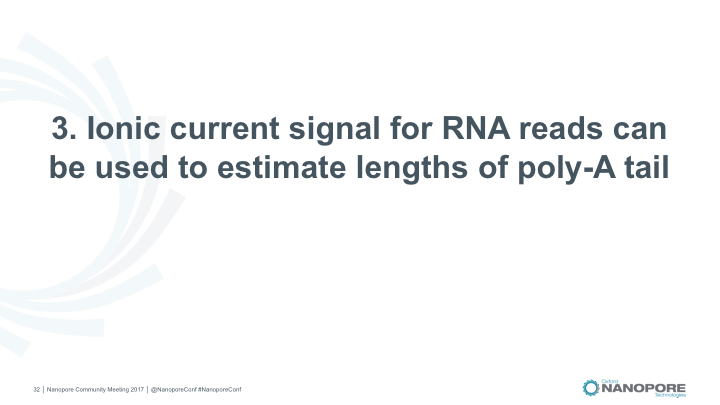 3. Ionic current signal for RNA reads can
be used to estimate lengths of poly-A tail
32 | Nanopore Community Meeting 2017 | @NanoporeConf #NanoporeConf
Oxford
NANOPORE
Technologies